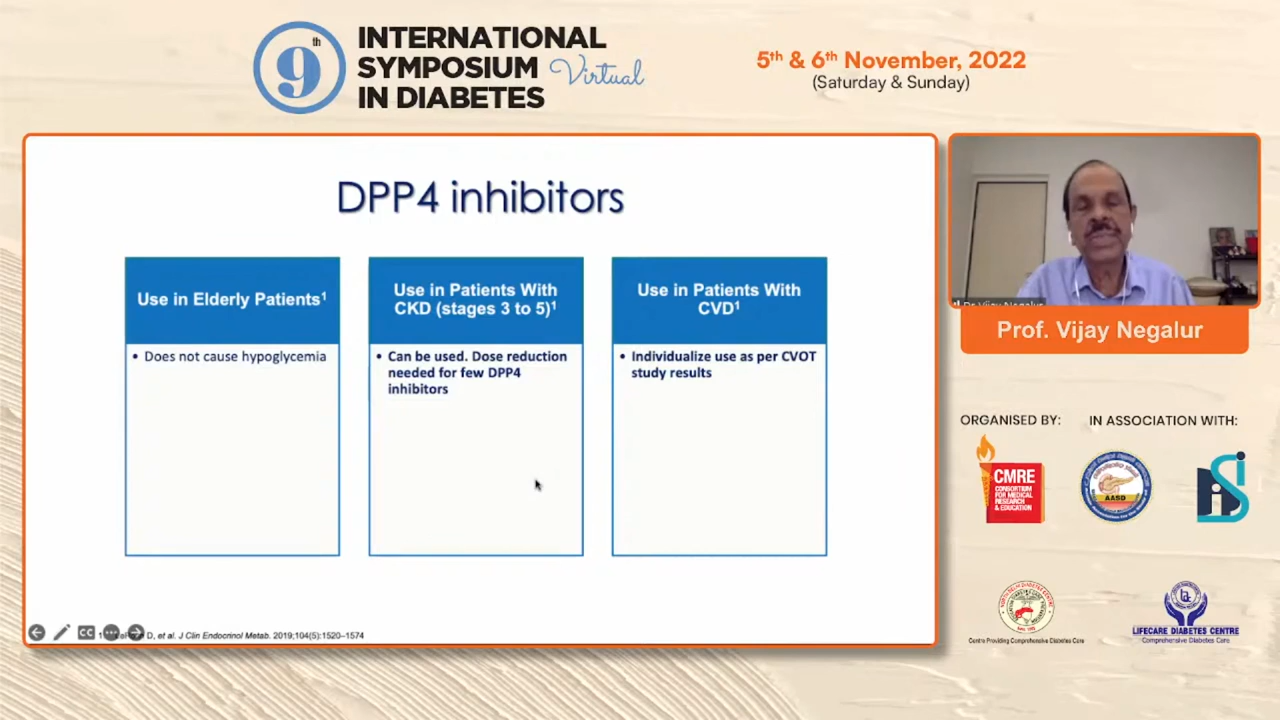 9th
INTERNATIONAL
SYMPOSIUM Virtual
IN DIABETES
5th & 6th November, 2022
(Saturday & Sunday)
DPP4 inhibitors
Use in Elderly Patients1
• Does not cause hypoglycemia
Use in Patients With
CKD (stages 3 to 5)1
• Can be used. Dose reduction
needed for few DPP4
inhibitors
Use in Patients With
CVD1
• Individualize use as per CVOT
study results
CC
D, et al. J Clin Endocrinol Metab. 2019;104(5):1520–1574
Dr Vijay Negalur
Prof. Vijay Negalur
ORGANISED BY:
IN ASSOCIATION WITH:
CMRE
CONSORTIUM
FOR MEDICAL
RESEARCH
& EDUCATION
AASD
Centre Providing Comprehensive Diabetes Care
LIFECARE DIABETES CENTRE
Comprehensive Diabetes Care